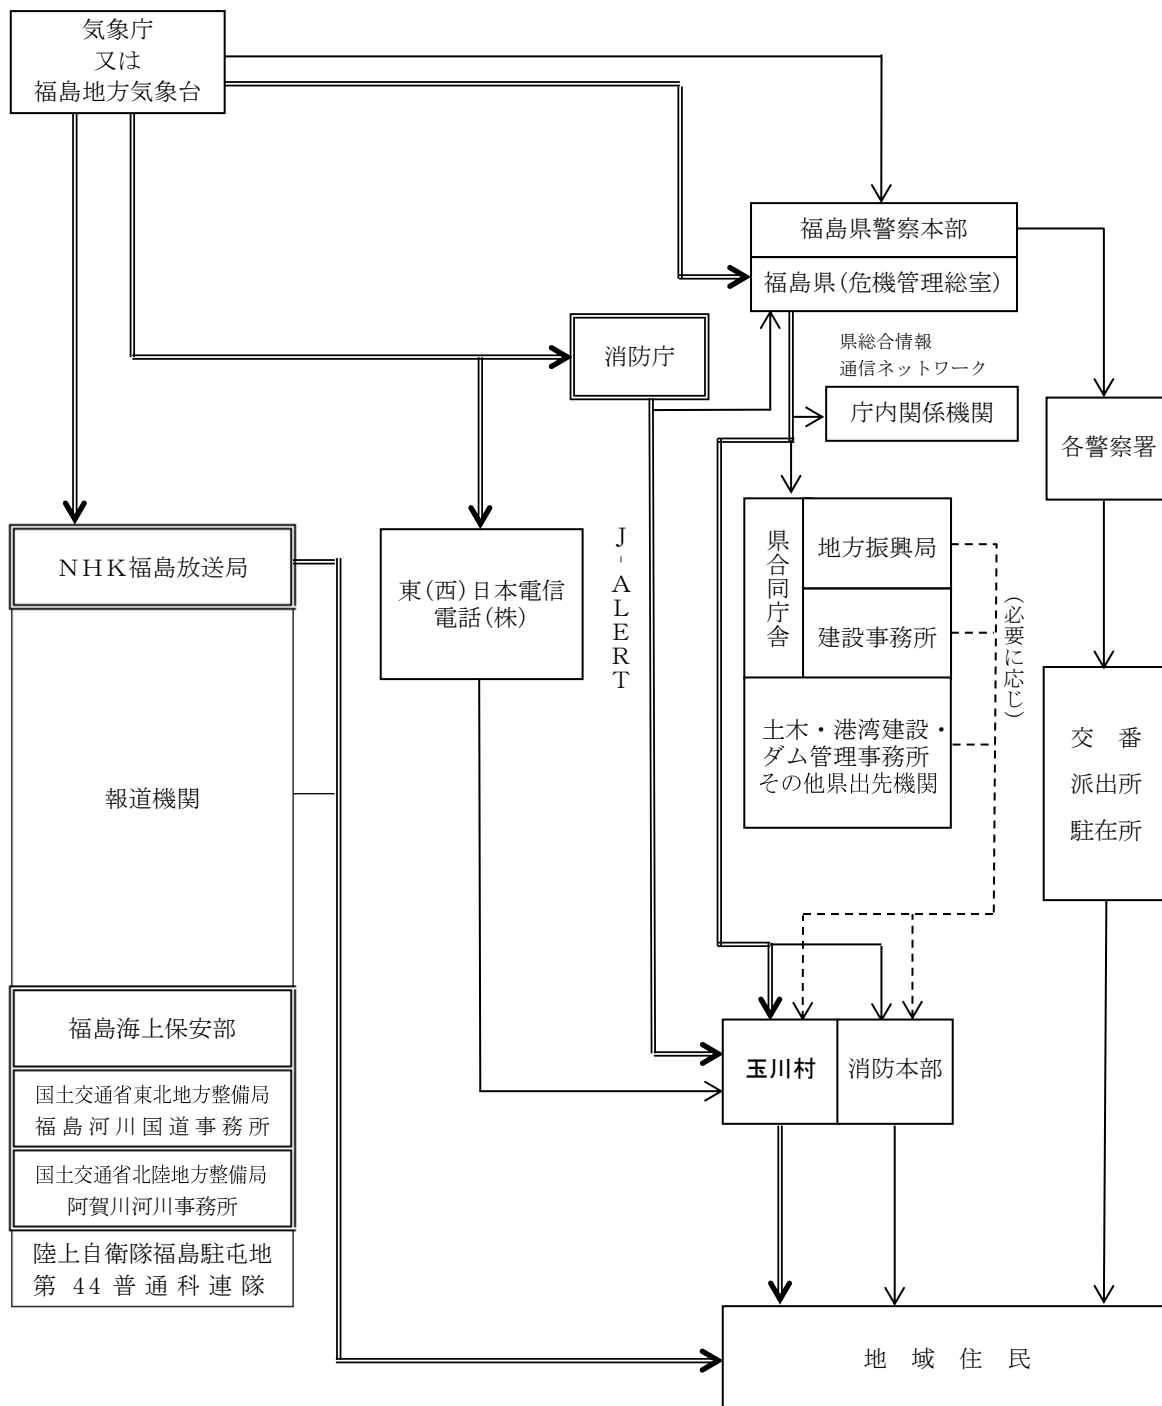 気象庁
又は
福島地方気象台
福島県警察本部
福島県(危機管理総室)
消防庁
県総合情報
通信ネットワーク
庁内関係機関
各警察署
NHK福島放送局
東(西)日本電信
電話(株)
J-ALERT
県合同庁舎
地方振興局
建設事務所
(必要に応じ)
土木・港湾建設・
ダム管理事務所
その他県出先機関
交　番
派出所
駐在所
報道機関
福島海上保安部
国土交通省東北地方整備局
福島河川国道事務所
国土交通省北陸地方整備局
阿賀川河川事務所
陸上自衛隊福島駐屯地
第 44 普通科連隊
玉川村
消防本部
地　域　住　民